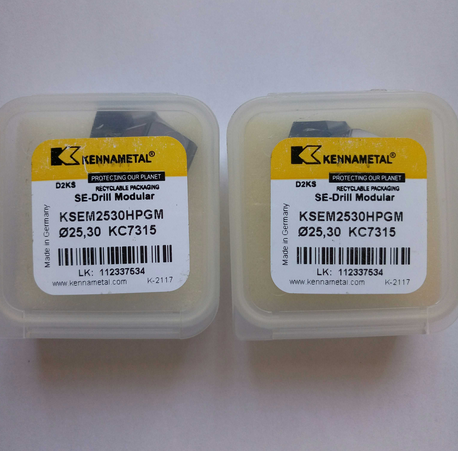 KENNAMETAL®
PROTECTING OUR PLANET
D2KS
RECYCLABLE PACKAGING
SE-Drill Modular
Made in Germany
KSEM2530HPGM
Ø25,30 KC7315
LK: 112337534
www.kennametal.com K-2117
KENNAMETAL®
PROTECTING OUR PLANET
D2KS
RECYCLABLE PACKAGING
SE-Drill Modular
Made in Germany
KSEM2530HPGM
Ø25,30 KC7315
LK: 112337534
www.kennametal.com K-2117